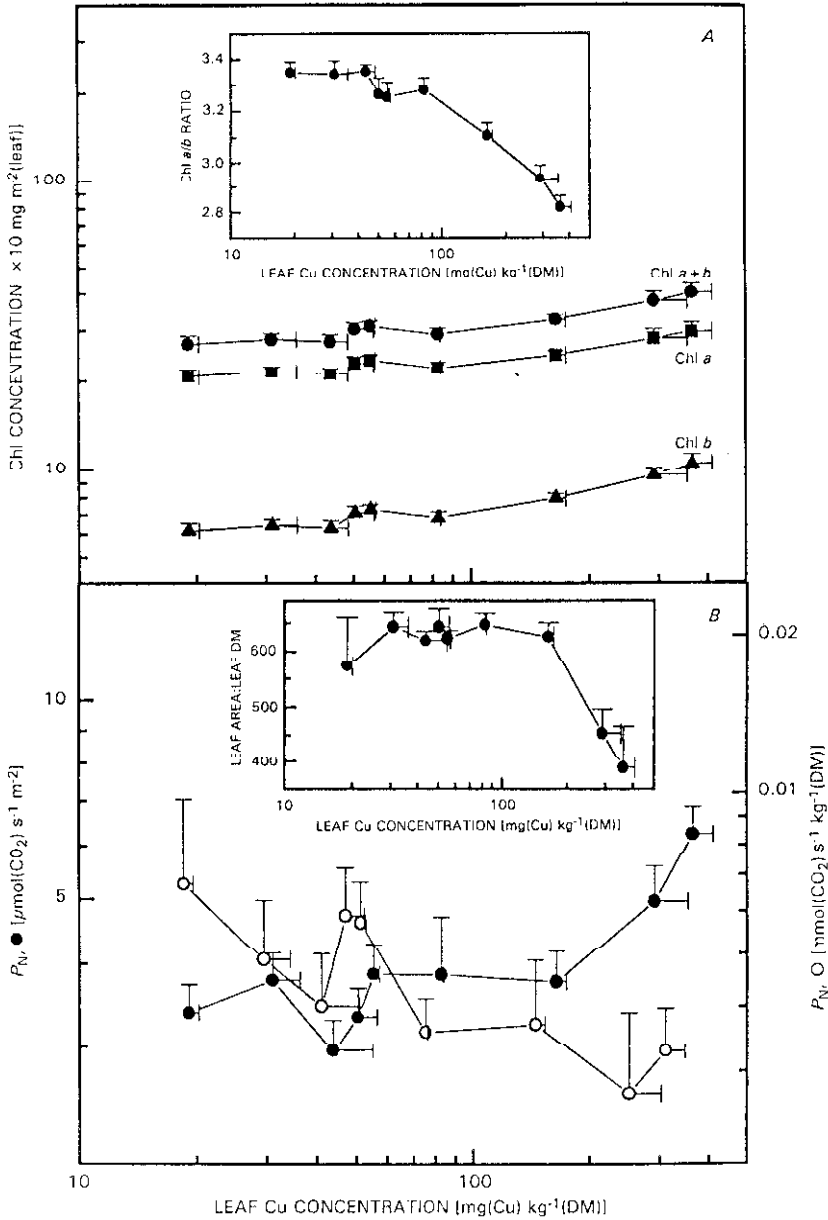 A
3.4
3.2
3.0
2.8
Chl a/b RATIO
10
100
LEAF Cu CONCENTRATION [mg(Cu) kg-1(DM)]
100
10
Chl CONCENTRATION × 10 mg m-2(leaf)]
Chl a+b
Chl a
Chl b
B
600
500
400
LEAF AREA:LEAF DM
10
100
LEAF Cu CONCENTRATION [mg(Cu) kg-1(DM)]
10
5
PN, ● [μmol(CO2) s-1 m-2]
0.02
0.01
PN, O [mmol(CO2) s-1 kg-1(DM)]
10
100
LEAF Cu CONCENTRATION [mg(Cu) kg-1(DM)]